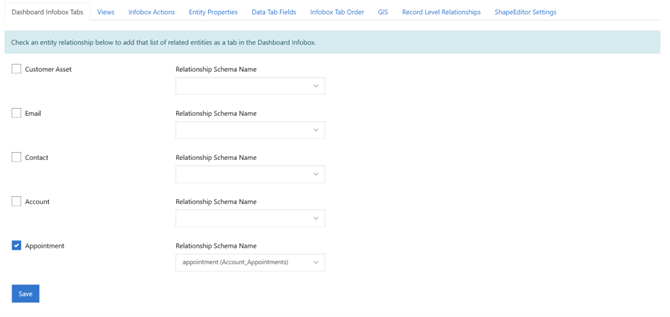 Dashboard Infobox Tabs Views Infobox Actions Entity Properties Data Tab Fields Infobox Tab Order GIS Record Level Relationships ShapeEditor Settings
Check an entity relationship below to add that list of related entities as a tab in the Dashboard Infobox.
Customer Asset Relationship Schema Name
Email Relationship Schema Name
Contact Relationship Schema Name
Account Relationship Schema Name
Appointment Relationship Schema Name
appointment (Account_Appointments)
Save